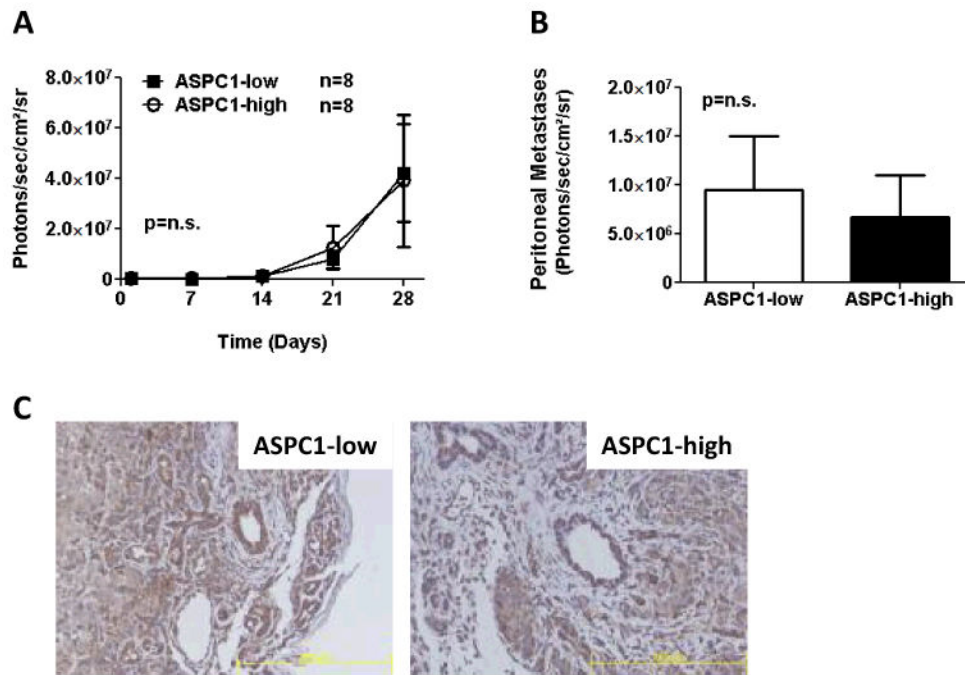 A
Photons/sec/cm²/sr
8.0×10⁷
6.0×10⁷
4.0×10⁷
2.0×10⁷
0
ASPC1-low n=8
ASPC1-high n=8
p=n.s.
0 7 14 21 28
Time (Days)
B
Peritoneal Metastases
(Photons/sec/cm²/sr)
2.0×10⁷
1.5×10⁷
1.0×10⁷
5.0×10⁶
0
p=n.s.
ASPC1-low ASPC1-high
C
ASPC1-low
ASPC1-high